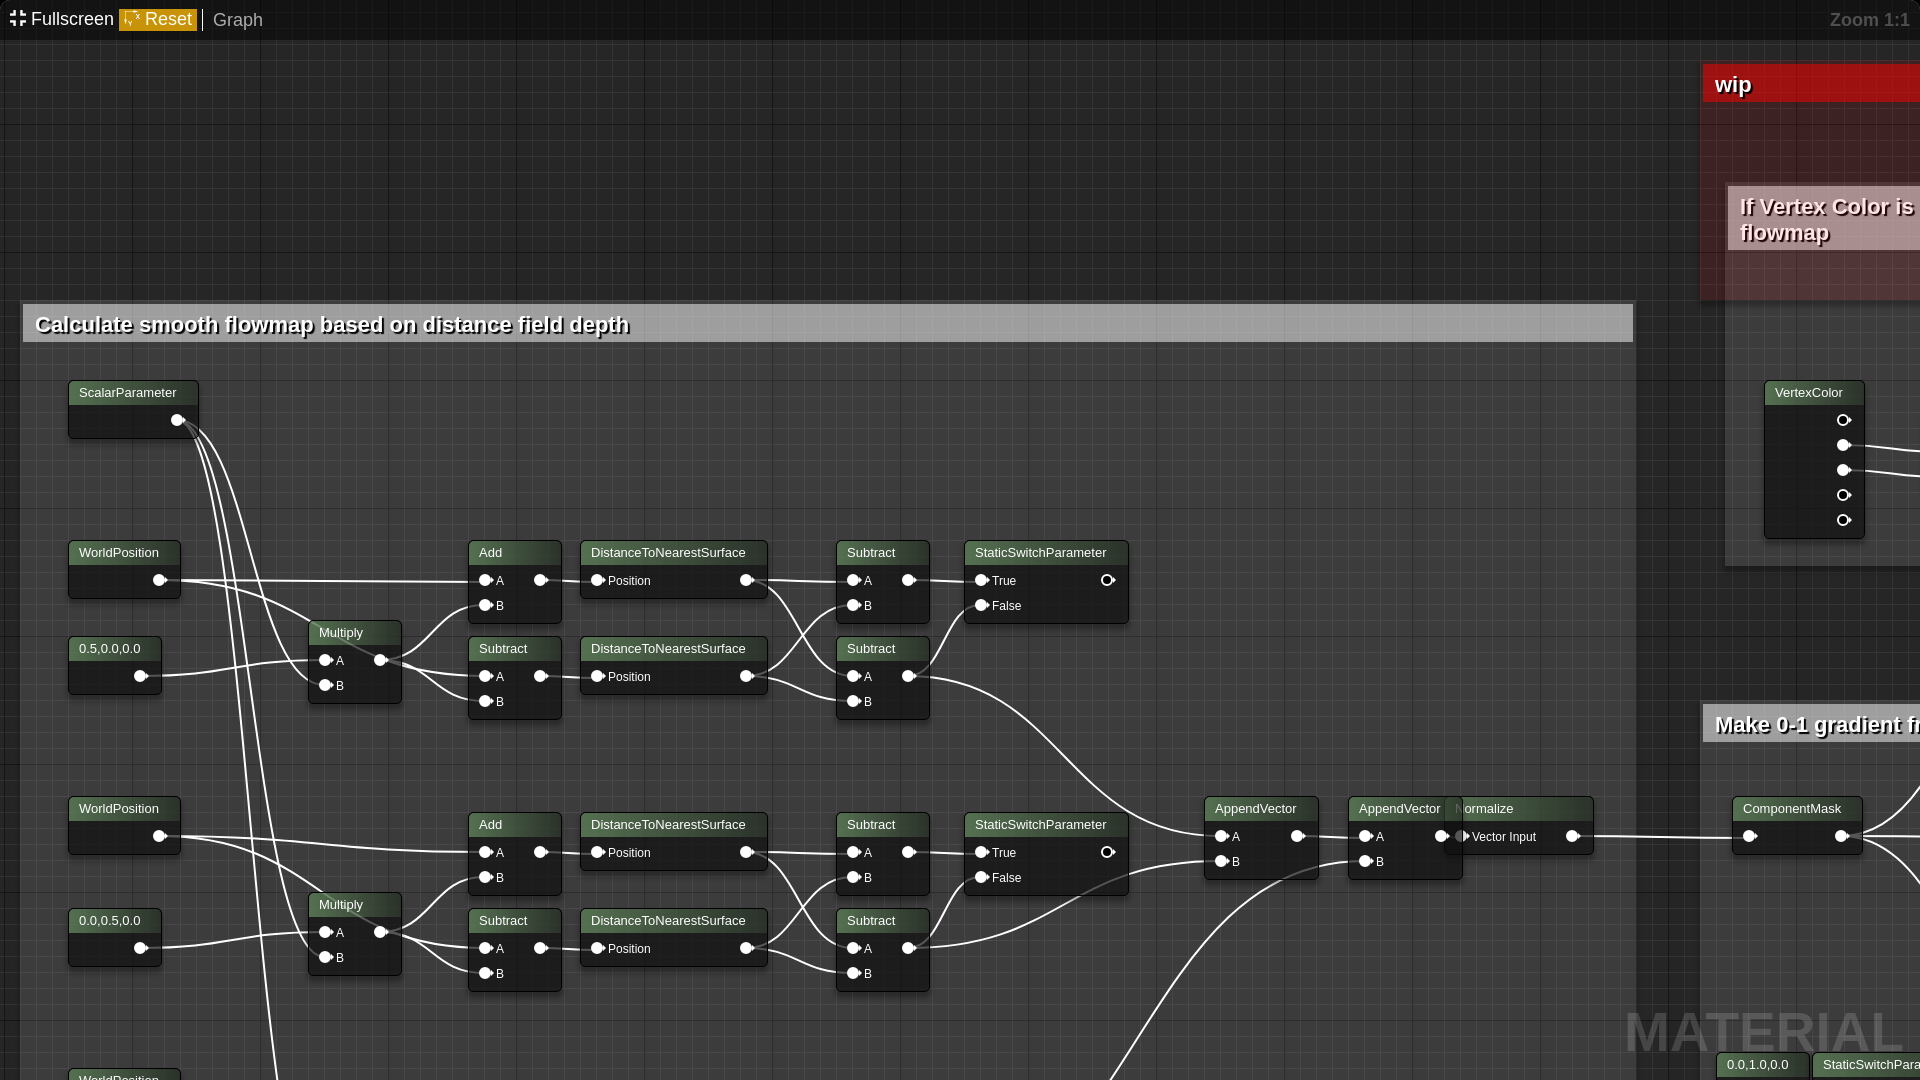 Fullscreen Reset Graph Zoom 1:1
wip
If Vertex Color is
flowmap
Calculate smooth flowmap based on distance field depth
ScalarParameter
VertexColor
WorldPosition
Add
A
B
DistanceToNearestSurface
Position
Subtract
A
B
StaticSwitchParameter
True
False
0.5,0.0,0.0
Multiply
A
B
Subtract
A
B
DistanceToNearestSurface
Position
Subtract
A
B
Make 0-1 gradient fr
WorldPosition
Add
A
B
DistanceToNearestSurface
Position
Subtract
A
B
StaticSwitchParameter
True
False
AppendVector
A
B
AppendVector
A
B
Normalize
Vector Input
ComponentMask
0.0,0.5,0.0
Multiply
A
B
Subtract
A
B
DistanceToNearestSurface
Position
Subtract
A
B
MATERIAL
WorldPosition
0.0,1.0,0.0
StaticSwitchPara